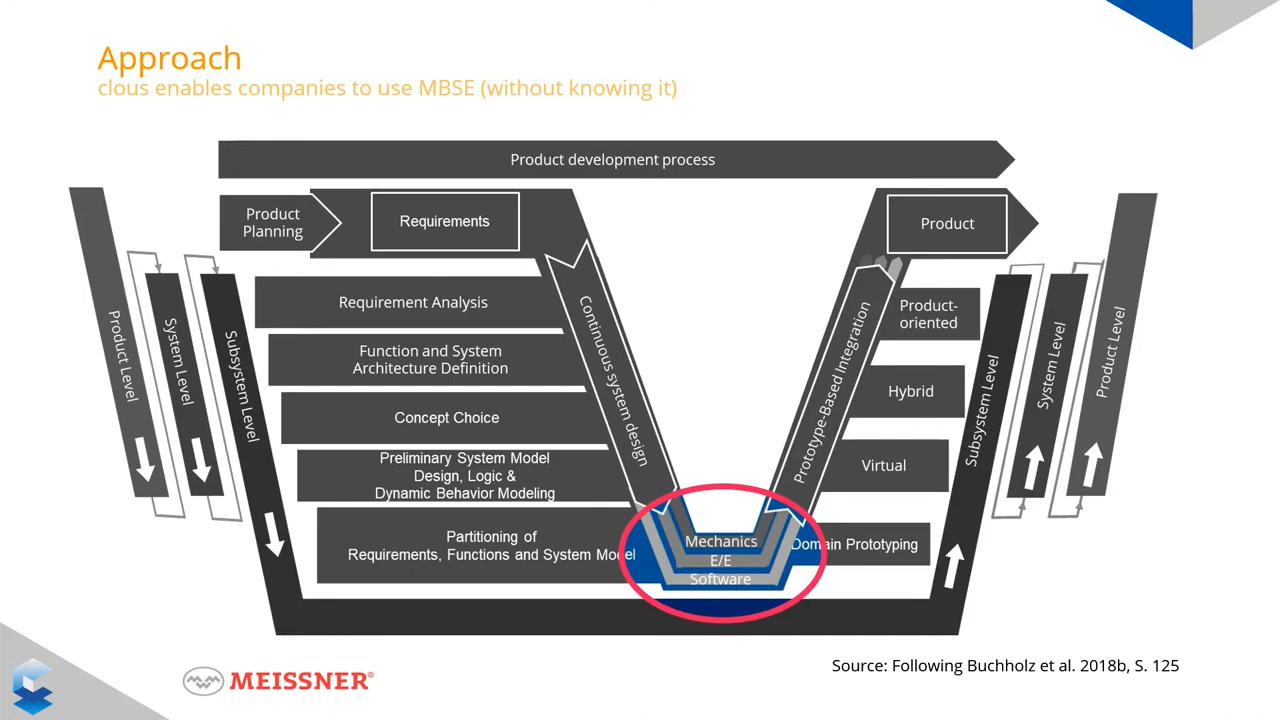 Approach
clous enables companies to use MBSE (without knowing it)
Product development process
Product
Planning
Requirements
Product
Product Level
System Level
Subsystem Level
Requirement Analysis
Function and System
Architecture Definition
Concept Choice
Preliminary System Model
Design, Logic &
Dynamic Behavior Modeling
Partitioning of
Requirements, Functions and System Model
Continuous system design
Mechanics
E/E
Software
Prototype-Based Integration
Product-
oriented
Hybrid
Virtual
Domain Prototyping
Subsystem Level
System Level
Product Level
Source: Following Buchholz et al. 2018b, S. 125
MEISSNER®